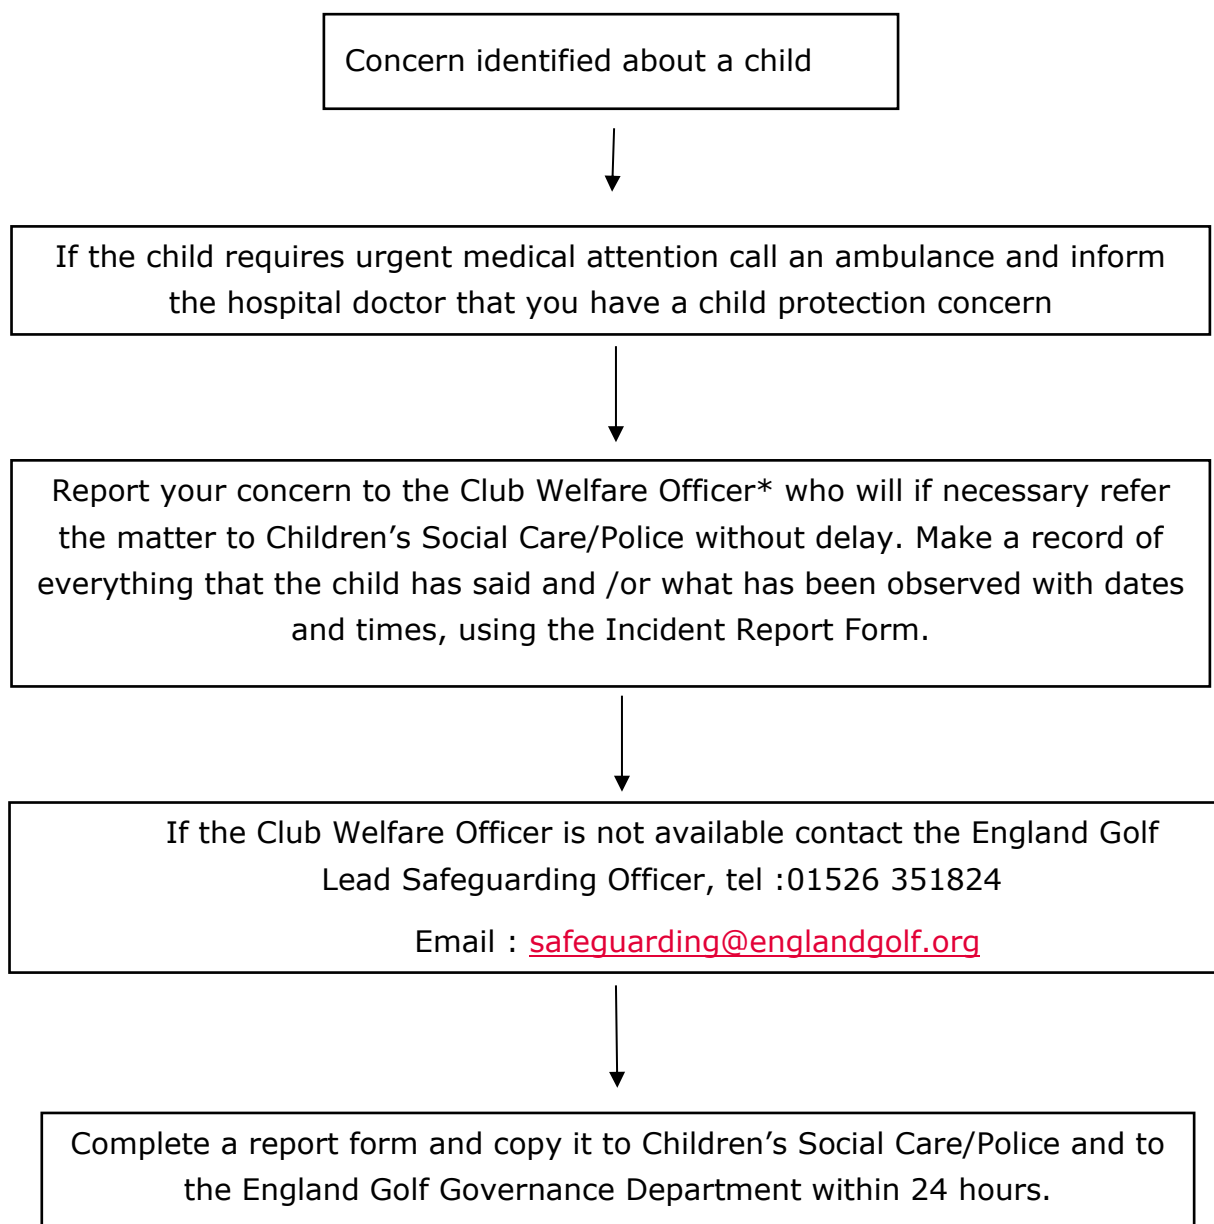 Concern identified about a child
If the child requires urgent medical attention call an ambulance and inform
the hospital doctor that you have a child protection concern
Report your concern to the Club Welfare Officer* who will if necessary refer
the matter to Children’s Social Care/Police without delay. Make a record of
everything that the child has said and /or what has been observed with dates
and times, using the Incident Report Form.
If the Club Welfare Officer is not available contact the England Golf
Lead Safeguarding Officer, tel :01526 351824
Email : safeguarding@englandgolf.org
Complete a report form and copy it to Children’s Social Care/Police and to
the England Golf Governance Department within 24 hours.